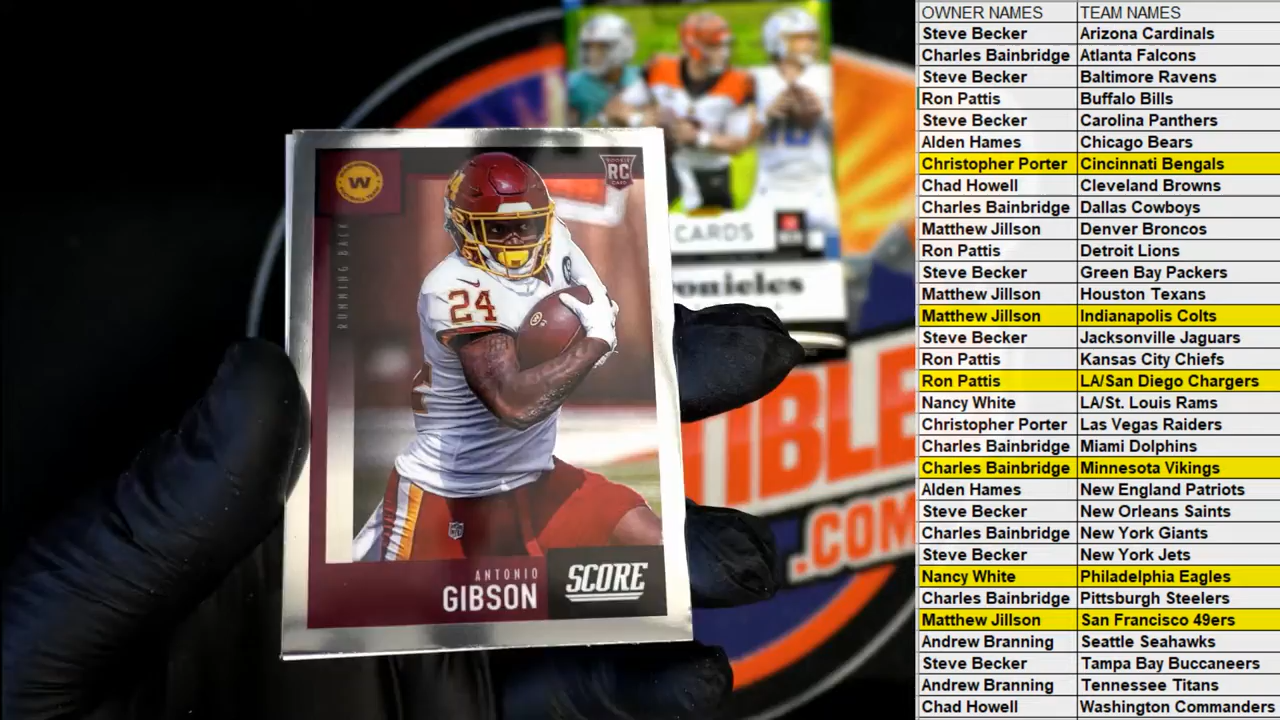 W
ROOKIE
RC
CARD
RUNNING BACK
24
ANTONIO
GIBSON
SCORE
CARDS
onicles
TIBLE
.COM
OWNER NAMES TEAM NAMES
Steve Becker Arizona Cardinals
Charles Bainbridge Atlanta Falcons
Steve Becker Baltimore Ravens
Ron Pattis Buffalo Bills
Steve Becker Carolina Panthers
Alden Hames Chicago Bears
Christopher Porter Cincinnati Bengals
Chad Howell Cleveland Browns
Charles Bainbridge Dallas Cowboys
Matthew Jillson Denver Broncos
Ron Pattis Detroit Lions
Steve Becker Green Bay Packers
Matthew Jillson Houston Texans
Matthew Jillson Indianapolis Colts
Steve Becker Jacksonville Jaguars
Ron Pattis Kansas City Chiefs
Ron Pattis LA/San Diego Chargers
Nancy White LA/St. Louis Rams
Christopher Porter Las Vegas Raiders
Charles Bainbridge Miami Dolphins
Charles Bainbridge Minnesota Vikings
Alden Hames New England Patriots
Steve Becker New Orleans Saints
Charles Bainbridge New York Giants
Steve Becker New York Jets
Nancy White Philadelphia Eagles
Charles Bainbridge Pittsburgh Steelers
Matthew Jillson San Francisco 49ers
Andrew Branning Seattle Seahawks
Steve Becker Tampa Bay Buccaneers
Andrew Branning Tennessee Titans
Chad Howell Washington Commanders